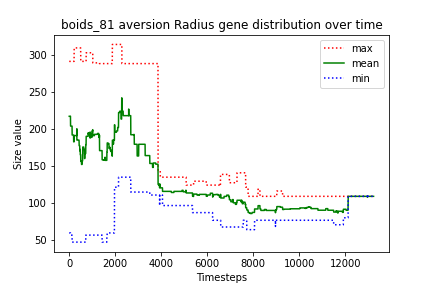 boids_81 aversion Radius gene distribution over time
max
mean
min
300
250
200
150
100
50
Size value
0
2000
4000
6000
8000
10000
12000
Timesteps